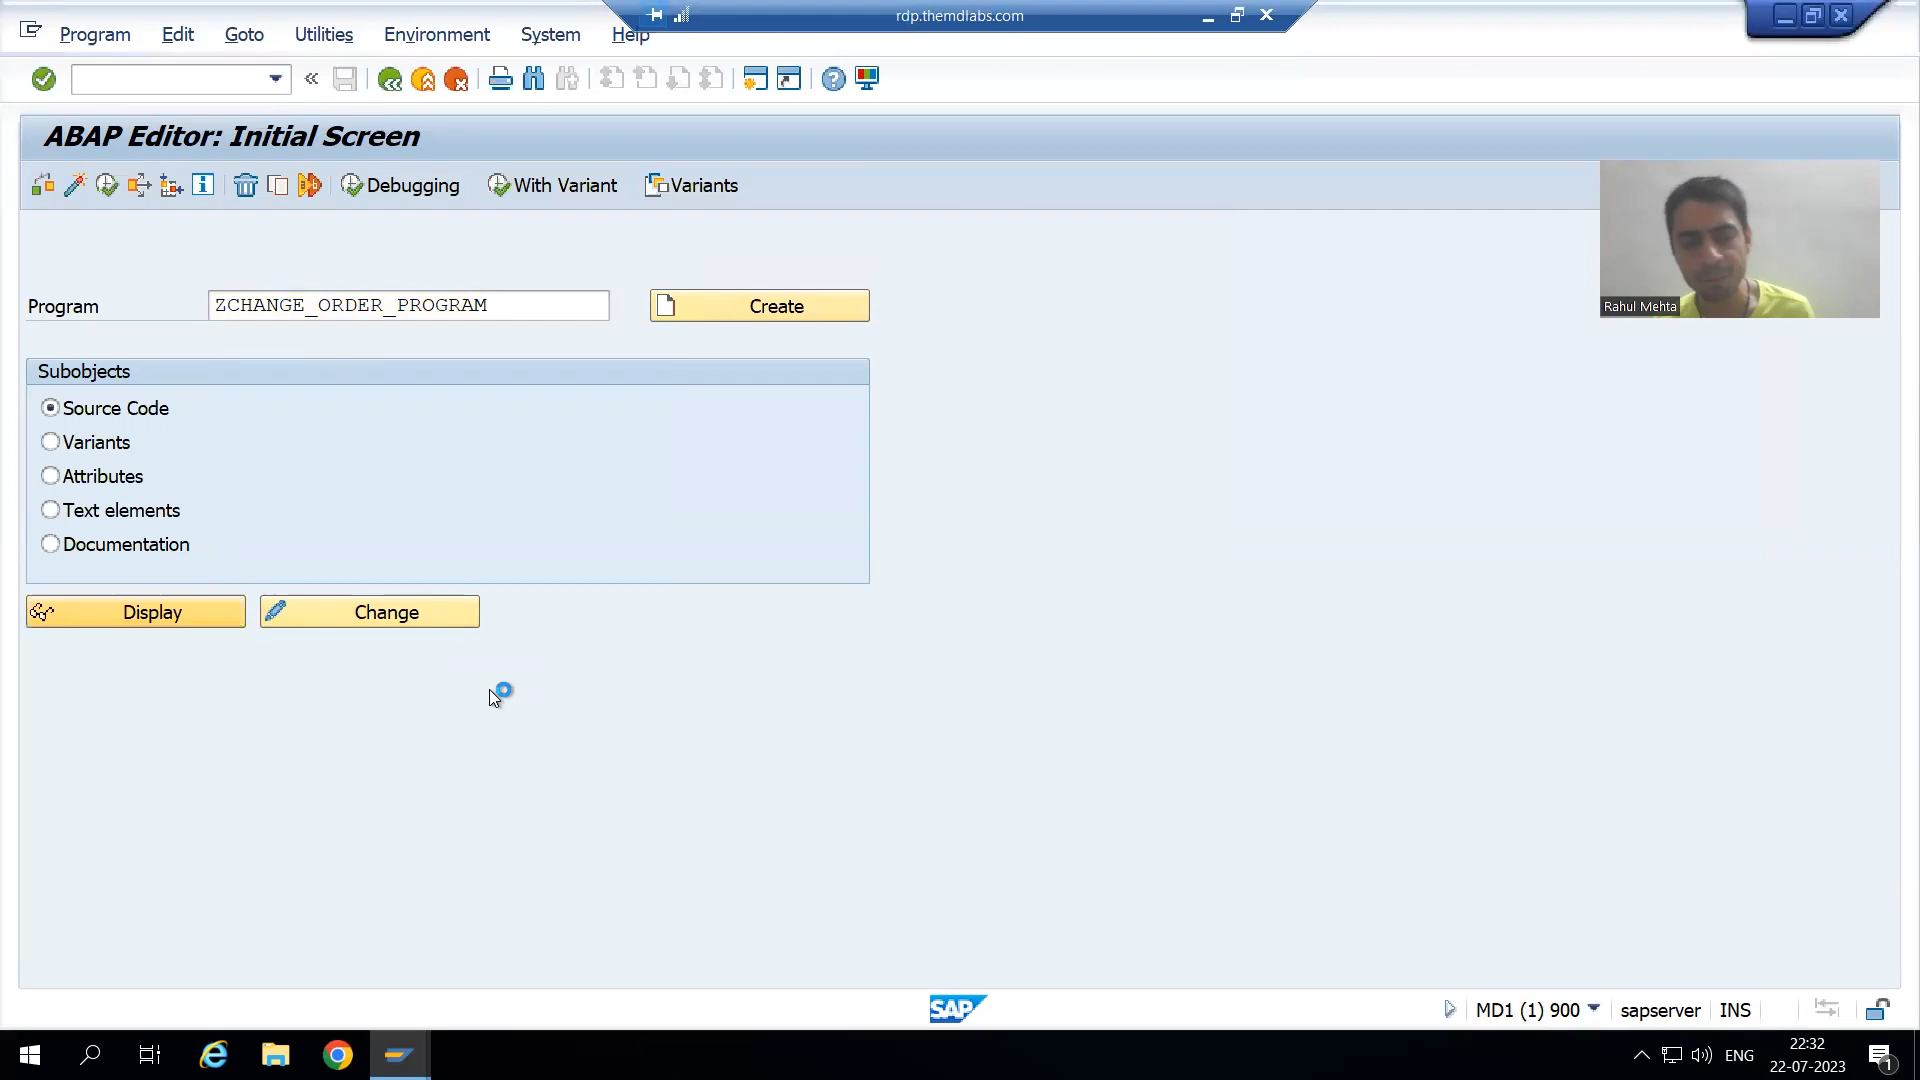 rdp.themdlabs.com
Program Edit Goto Utilities Environment System Help
ABAP Editor: Initial Screen
Debugging With Variant Variants
Program ZCHANGE_ORDER_PROGRAM Create
Rahul Mehta
Subobjects
Source Code
Variants
Attributes
Text elements
Documentation
Display Change
SAP MD1 (1) 900 sapserver INS
22:32
ENG
22-07-2023
1